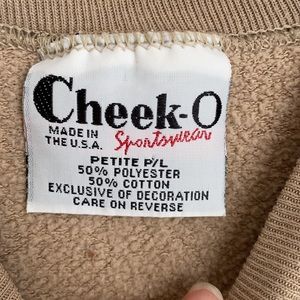 Cheek-O
MADE IN
THE U.S.A.
Sportswear
PETITE P/L
50% POLYESTER
50% COTTON
EXCLUSIVE OF DECORATION
CARE ON REVERSE